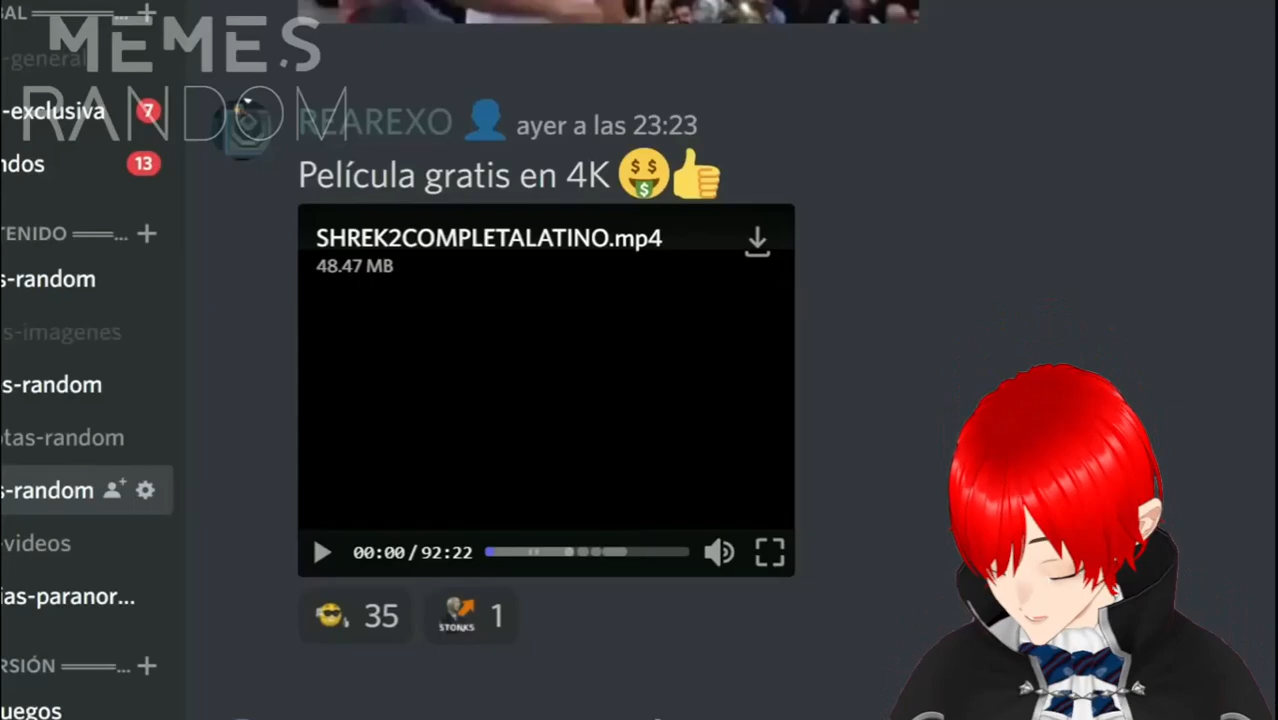 MEMES
RANDOM
-general
-exclusiva 7
ndos 13
TENIDO
s-random
s-imagenes
s-random
otas-random
s-random
-videos
ias-paranor...
RSIÓN
uegos
REAREXO ayer a las 23:23
Película gratis en 4K
SHREK2COMPLETALATINO.mp4
48.47 MB
00:00/92:22
35
STONKS 1